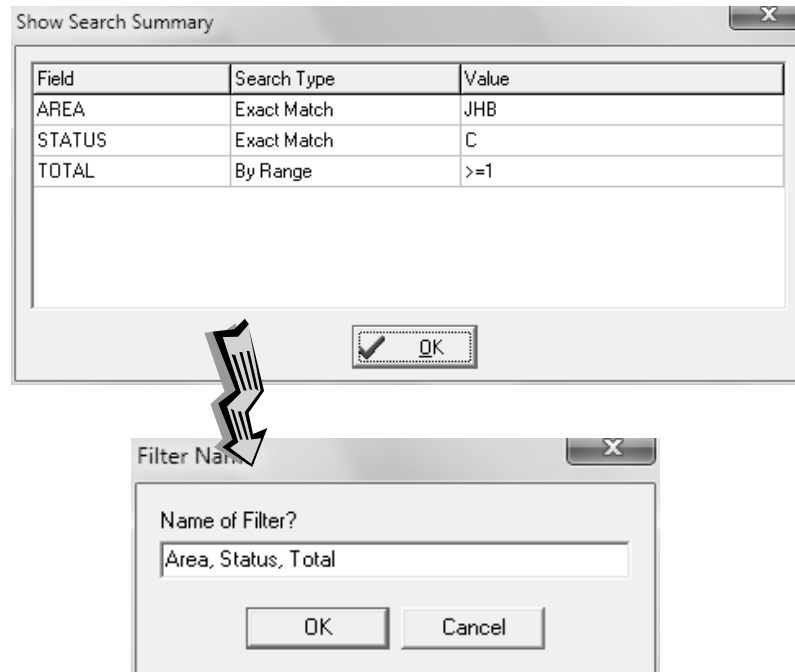 Show Search Summary
Field Search Type Value
AREA Exact Match JHB
STATUS Exact Match C
TOTAL By Range >=1
OK
Filter
Name of Filter?
Area, Status, Total
OK Cancel